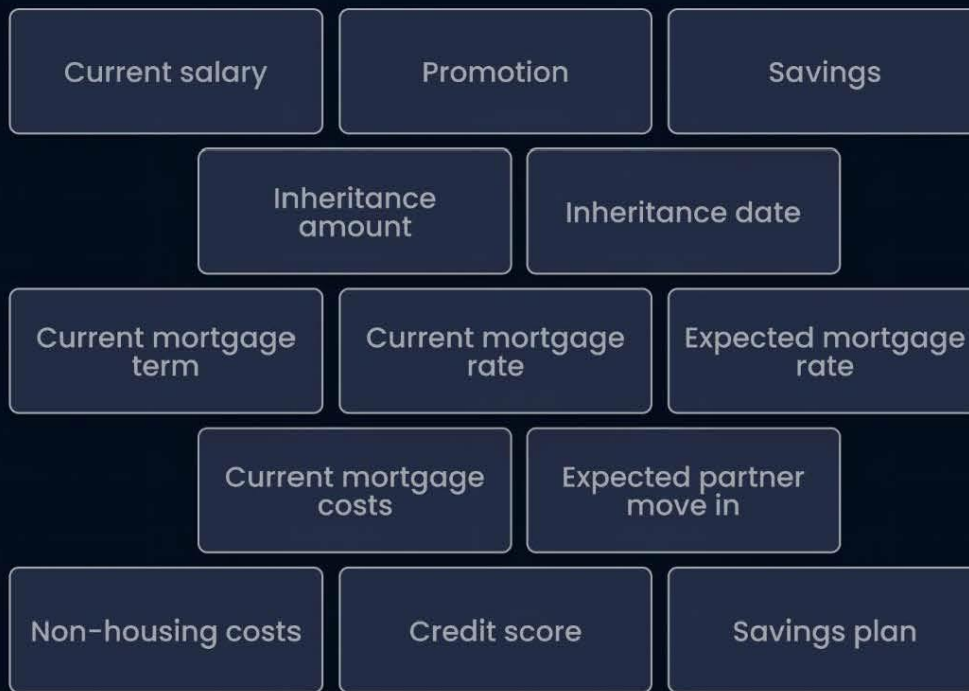 Current salary
Promotion
Savings
Inheritance
amount
Inheritance date
Current mortgage
term
Current mortgage
rate
Expected mortgage
rate
Current mortgage
costs
Expected partner
move in
Non-housing costs
Credit score
Savings plan